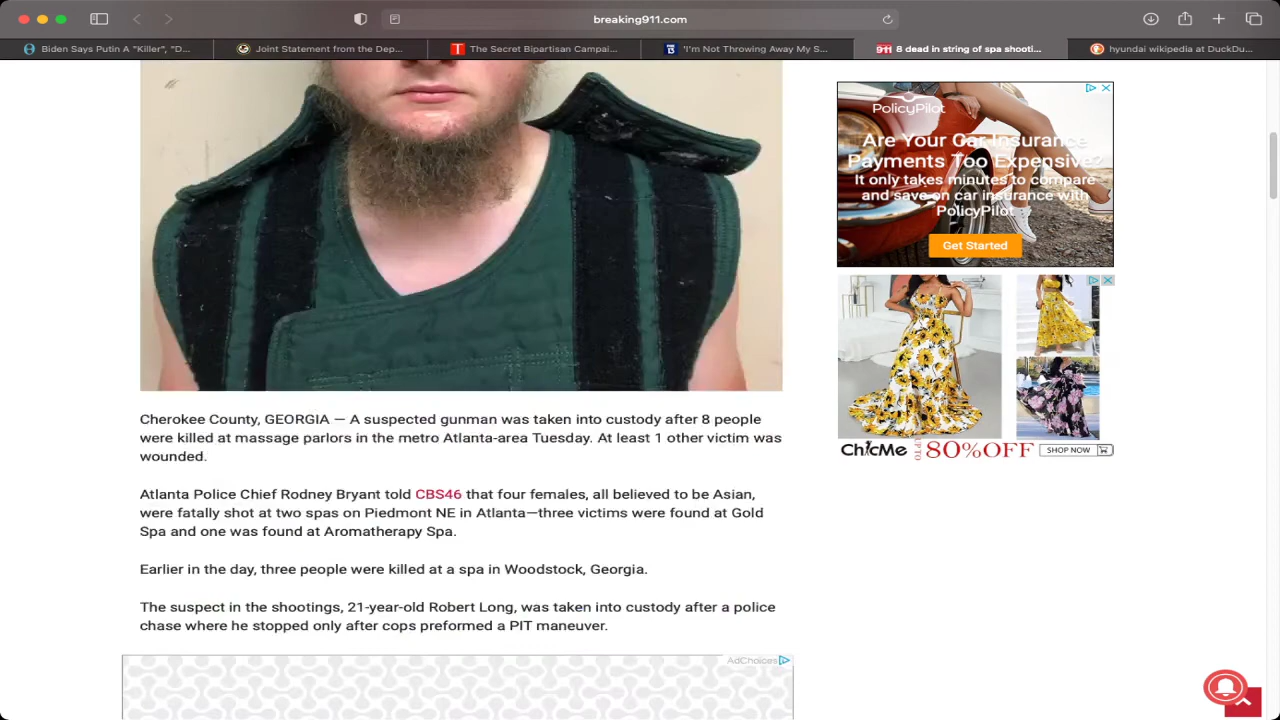 breaking911.com
Biden Says Putin A "Killer", "D...
Joint Statement from the Dep...
The Secret Bipartisan Campai...
'I'm Not Throwing Away My S...
8 dead in string of spa shooti...
hyundai wikipedia at DuckDu...
PolicyPilot
Are Your Car Insurance
Payments Too Expensive?
It only takes minutes to compare
and save on car insurance with
PolicyPilot
Get Started
ChicMe UP TO 80%OFF SHOP NOW
Cherokee County, GEORGIA — A suspected gunman was taken into custody after 8 people
were killed at massage parlors in the metro Atlanta-area Tuesday. At least 1 other victim was
wounded.
Atlanta Police Chief Rodney Bryant told CBS46 that four females, all believed to be Asian,
were fatally shot at two spas on Piedmont NE in Atlanta—three victims were found at Gold
Spa and one was found at Aromatherapy Spa.
Earlier in the day, three people were killed at a spa in Woodstock, Georgia.
The suspect in the shootings, 21-year-old Robert Long, was taken into custody after a police
chase where he stopped only after cops preformed a PIT maneuver.
AdChoices